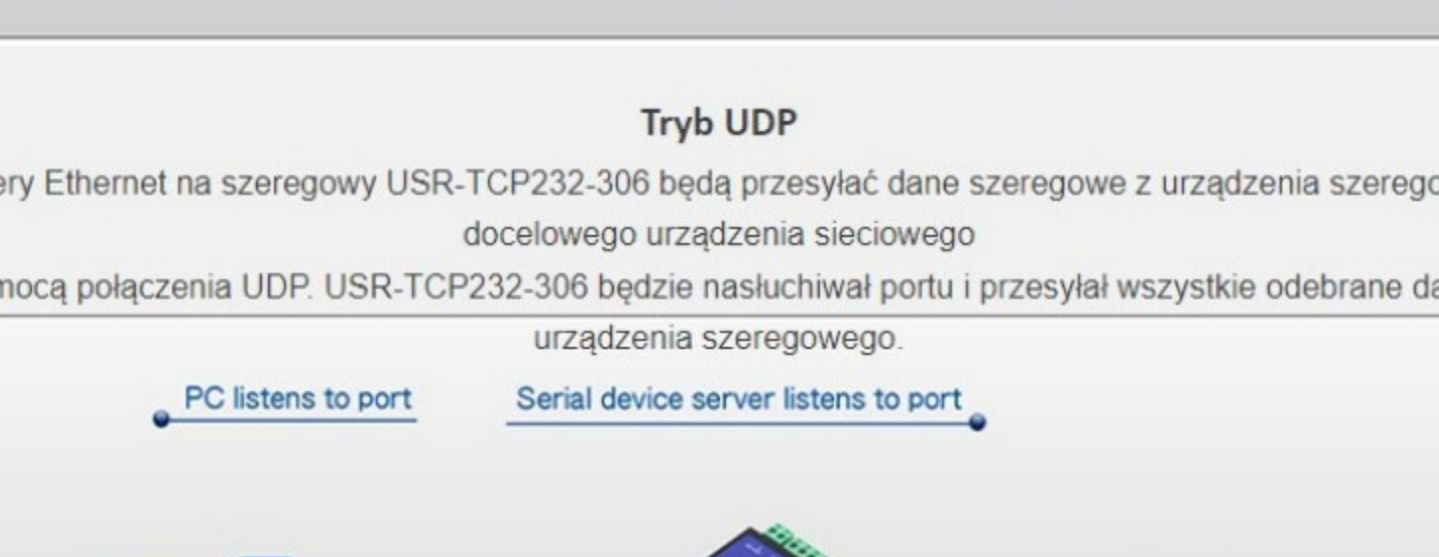 Tryb UDP
ery Ethernet na szeregowy USR-TCP232-306 będą przesyłać dane szeregowe z urządzenia szerego
docelowego urządzenia sieciowego
mocą połączenia UDP. USR-TCP232-306 będzie nasłuchiwał portu i przesyłał wszystkie odebrane da
urządzenia szeregowego.
PC listens to port
Serial device server listens to port